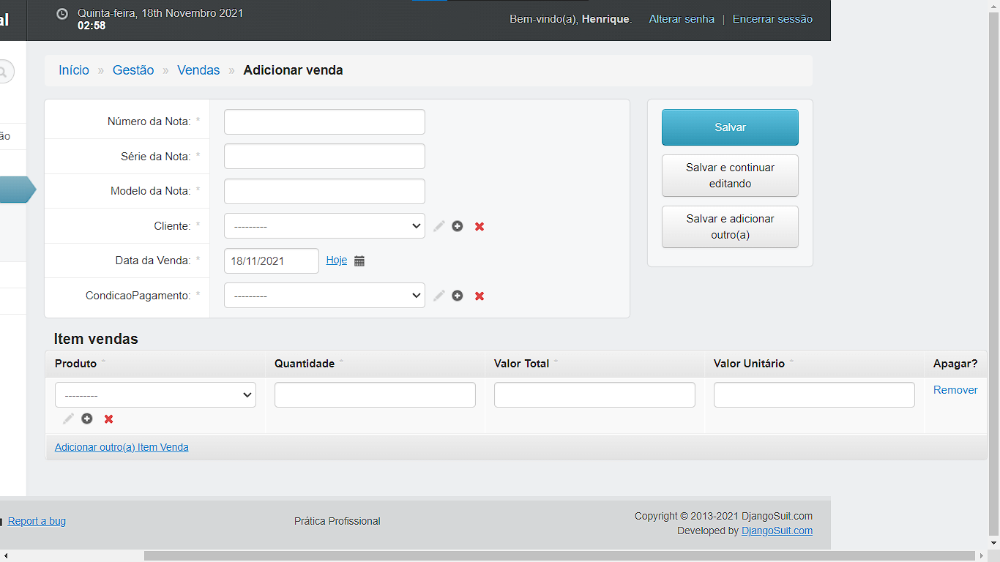 al
Quinta-feira, 18th Novembro 2021
02:58
Bem-vindo(a), Henrique. Alterar senha | Encerrar sessão
Início » Gestão » Vendas » Adicionar venda
ão
Número da Nota: *
Série da Nota: *
Modelo da Nota: *
Cliente: * ---------
Data da Venda: * 18/11/2021 Hoje
CondicaoPagamento: * ---------
Salvar
Salvar e continuar
editando
Salvar e adicionar
outro(a)
Item vendas
Produto * Quantidade * Valor Total * Valor Unitário * Apagar?
--------- Remover
Adicionar outro(a) Item Venda
Report a bug
Prática Profissional
Copyright © 2013-2021 DjangoSuit.com
Developed by DjangoSuit.com